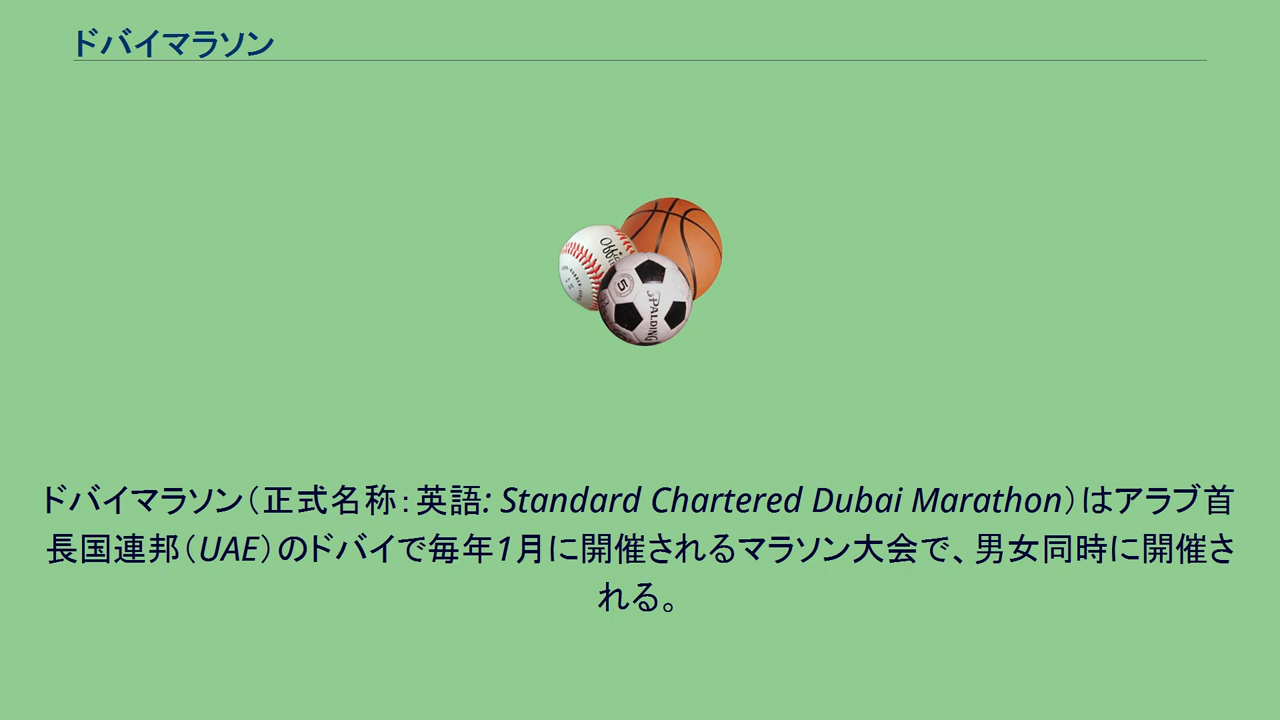 ドバイマラソン
Offic
5
SPALDING
ドバイマラソン（正式名称：英語: Standard Chartered Dubai Marathon）はアラブ首
長国連邦（UAE）のドバイで毎年1月に開催されるマラソン大会で、男女同時に開催さ
れる。